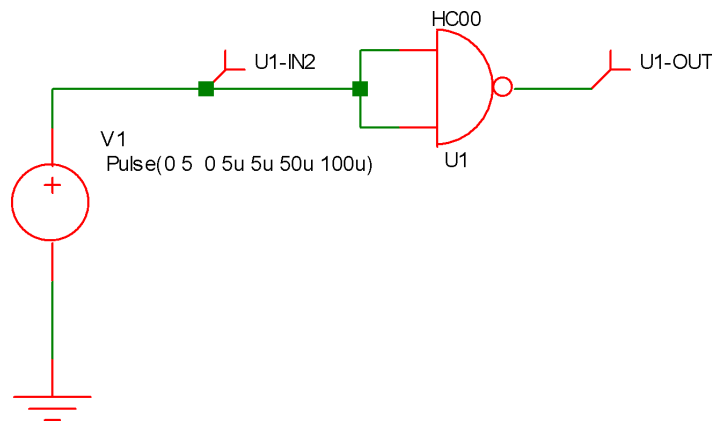 HC00
U1-IN2
U1-OUT
V1
Pulse(0 5  0 5u 5u 50u 100u)
U1